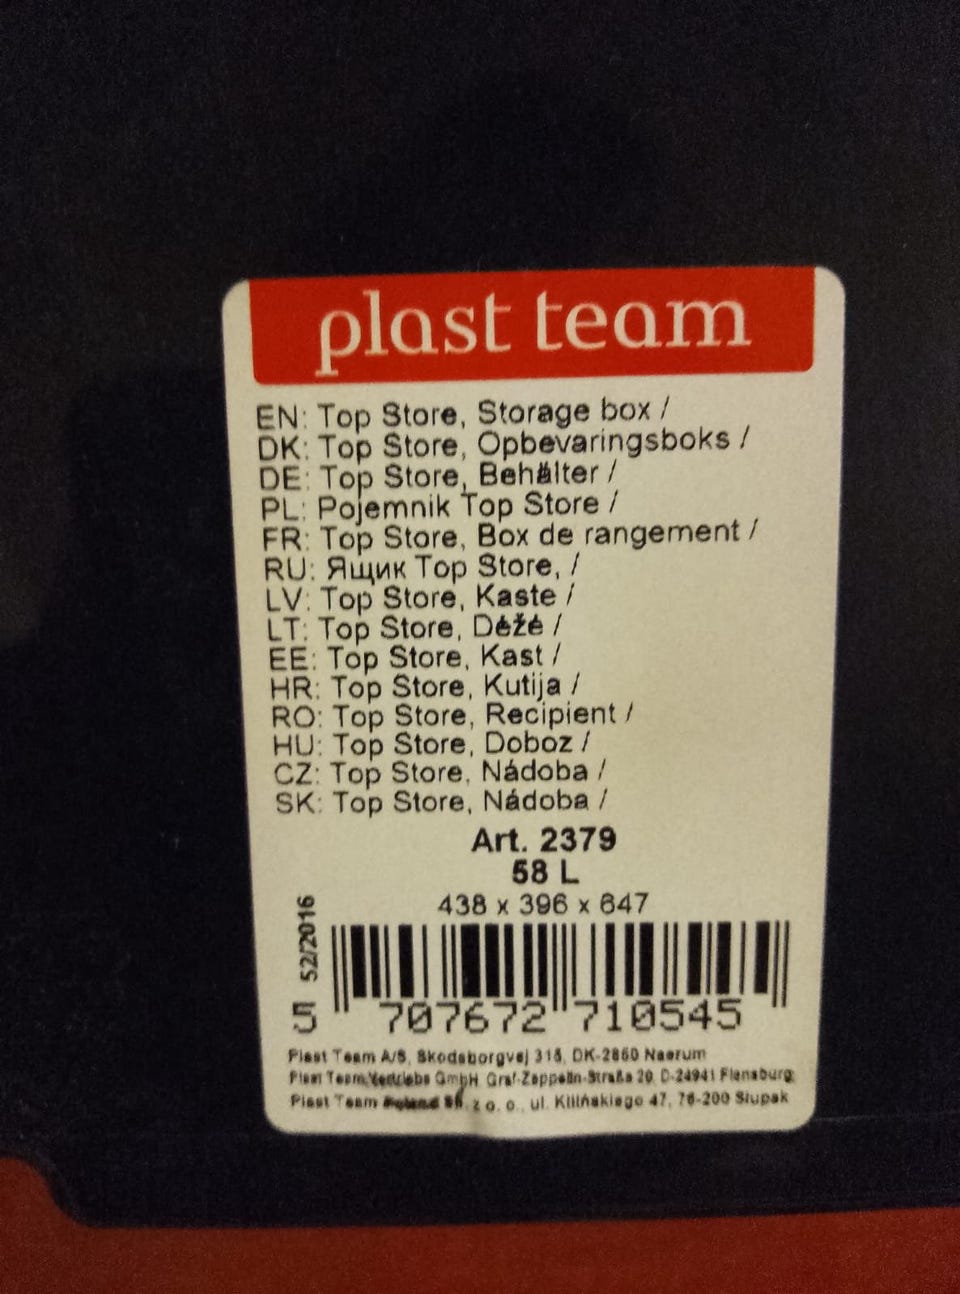 plast team
EN: Top Store, Storage box /
DK: Top Store, Opbevaringsboks /
DE: Top Store, Behälter /
PL: Pojemnik Top Store /
FR: Top Store, Box de rangement /
RU: Ящик Top Store, /
LV: Top Store, Kaste /
LT: Top Store, Dėžė /
EE: Top Store, Kast /
HR: Top Store, Kutija /
RO: Top Store, Recipient /
HU: Top Store, Doboz /
CZ: Top Store, Nádoba /
SK: Top Store, Nádoba /
Art. 2379
58 L
438 x 396 x 647
52/2016
5 707672 710545
Plast Team A/S, Skodsborgvej 315, DK-2850 Naerum
Plast Team Vertriebs GmbH Graf-Zeppelin-Straße 20, D-24941 Flensburg
Plast Team Poland z o. o., ul. Kilińskiego 47, 76-200 Slupsk